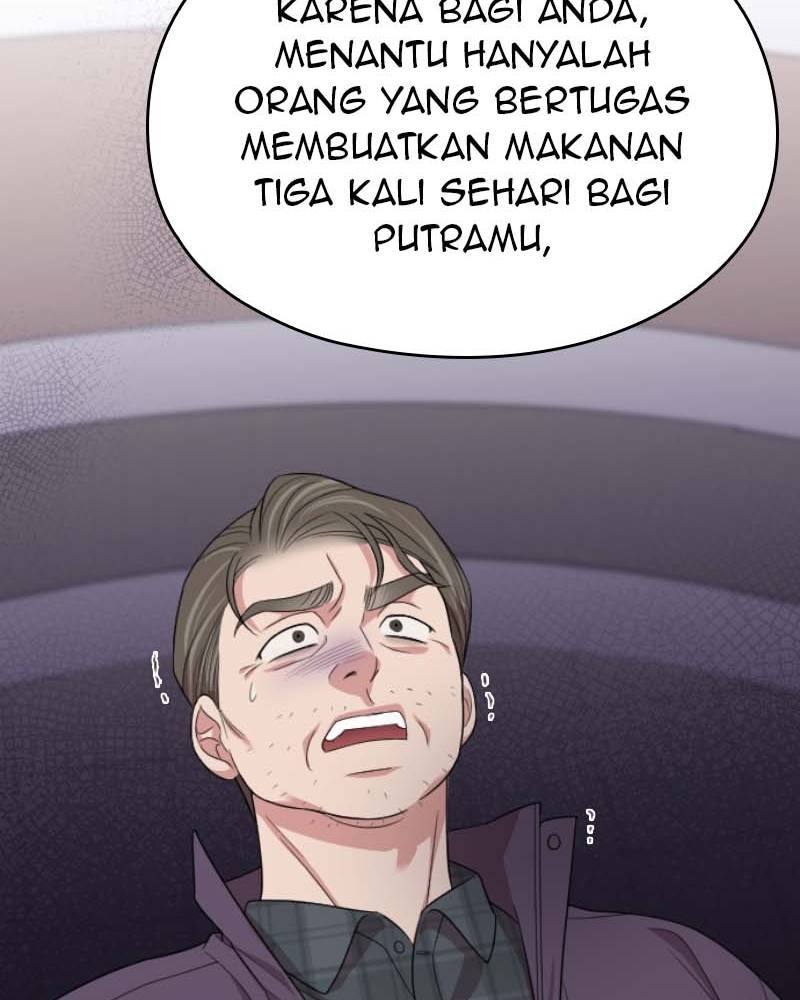 KARENA BAGI ANDA,
MENANTU HANYALAH
ORANG YANG BERTUGAS
MEMBUATKAN MAKANAN
TIGA KALI SEHARI BAGI
PUTRAMU,